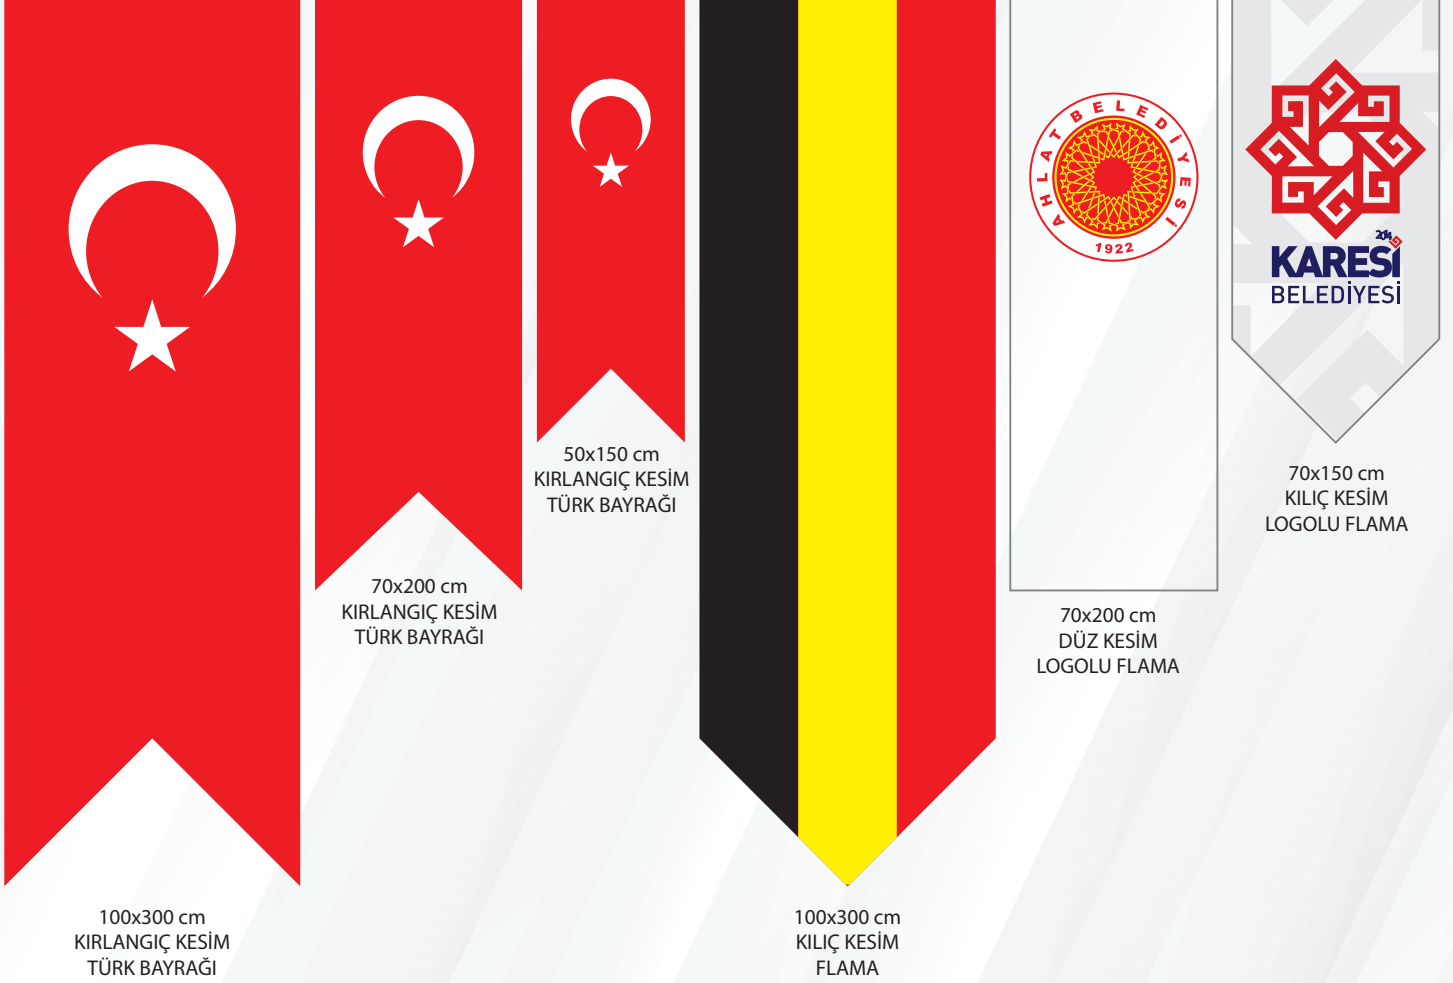 AHLAT BELEDİYESİ
1922
2014
KARESİ
BELEDİYESİ
50x150 cm
KIRLANGIÇ KESİM
TÜRK BAYRAĞI
70x150 cm
KILIÇ KESİM
LOGOLU FLAMA
70x200 cm
KIRLANGIÇ KESİM
TÜRK BAYRAĞI
70x200 cm
DÜZ KESİM
LOGOLU FLAMA
100x300 cm
KIRLANGIÇ KESİM
TÜRK BAYRAĞI
100x300 cm
KILIÇ KESİM
FLAMA